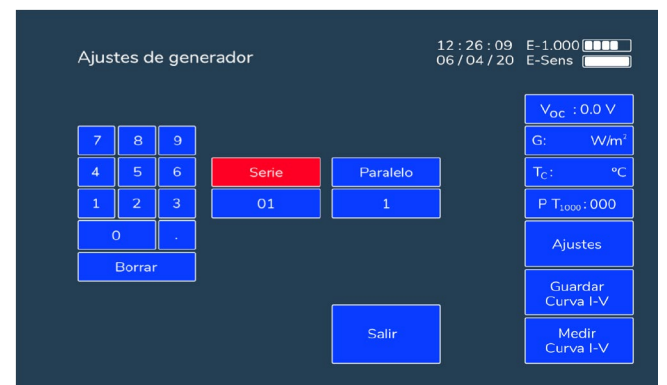 Ajustes de generador
12 : 26 : 09 E-1.000
06 / 04 / 20 E-Sens
7 8 9
4 5 6
1 2 3
0 .
Borrar
Serie Paralelo
01 1
Salir
VOC : 0.0 V
G: W/m²
TC: ºC
P T1000: 000
Ajustes
Guardar
Curva I-V
Medir
Curva I-V